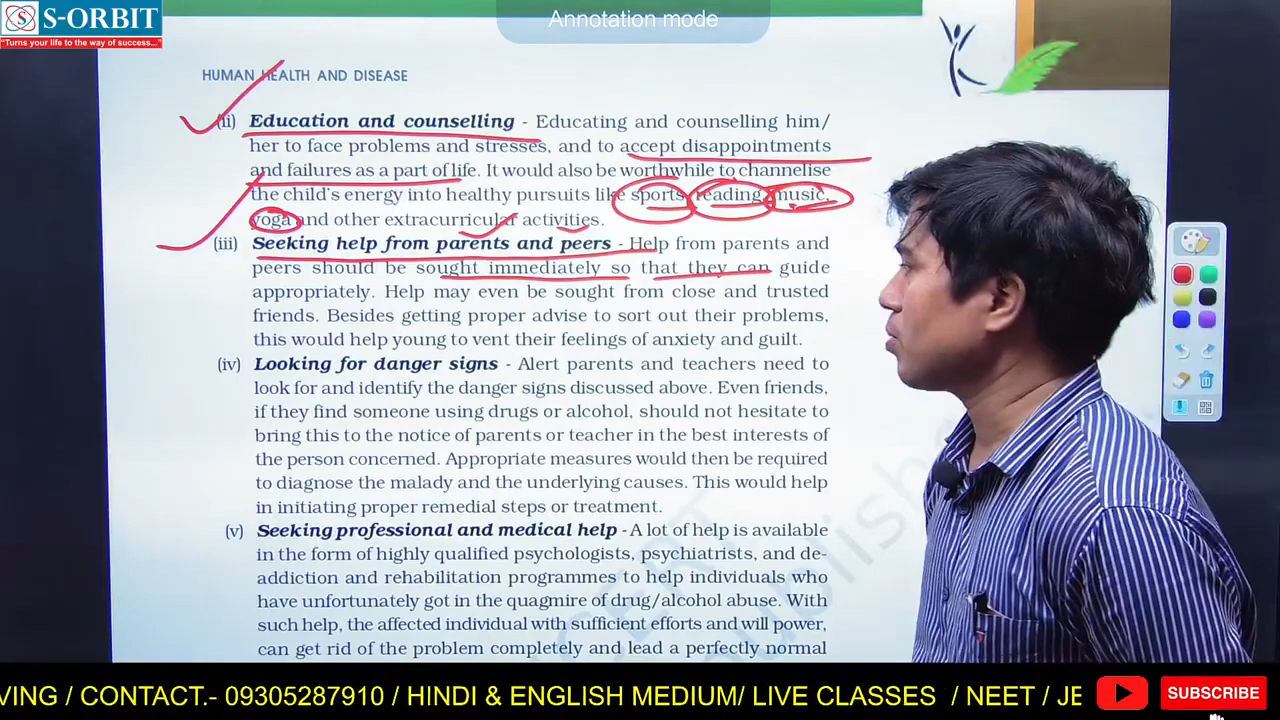 S-ORBIT
"Turns your life to the way of success..."
Annotation mode
HUMAN HEALTH AND DISEASE
(ii) Education and counselling - Educating and counselling him/
her to face problems and stresses, and to accept disappointments
and failures as a part of life. It would also be worthwhile to channelise
the child's energy into healthy pursuits like sports, reading, music,
yoga and other extracurricular activities.
(iii) Seeking help from parents and peers - Help from parents and
peers should be sought immediately so that they can guide
appropriately. Help may even be sought from close and trusted
friends. Besides getting proper advise to sort out their problems,
this would help young to vent their feelings of anxiety and guilt.
(iv) Looking for danger signs - Alert parents and teachers need to
look for and identify the danger signs discussed above. Even friends,
if they find someone using drugs or alcohol, should not hesitate to
bring this to the notice of parents or teacher in the best interests of
the person concerned. Appropriate measures would then be required
to diagnose the malady and the underlying causes. This would help
in initiating proper remedial steps or treatment.
(v) Seeking professional and medical help - A lot of help is available
in the form of highly qualified psychologists, psychiatrists, and de-
addiction and rehabilitation programmes to help individuals who
have unfortunately got in the quagmire of drug/alcohol abuse. With
such help, the affected individual with sufficient efforts and will power,
can get rid of the problem completely and lead a perfectly normal
VING / CONTACT.- 09305287910 / HINDI & ENGLISH MEDIUM/ LIVE CLASSES / NEET / JE
SUBSCRIBE